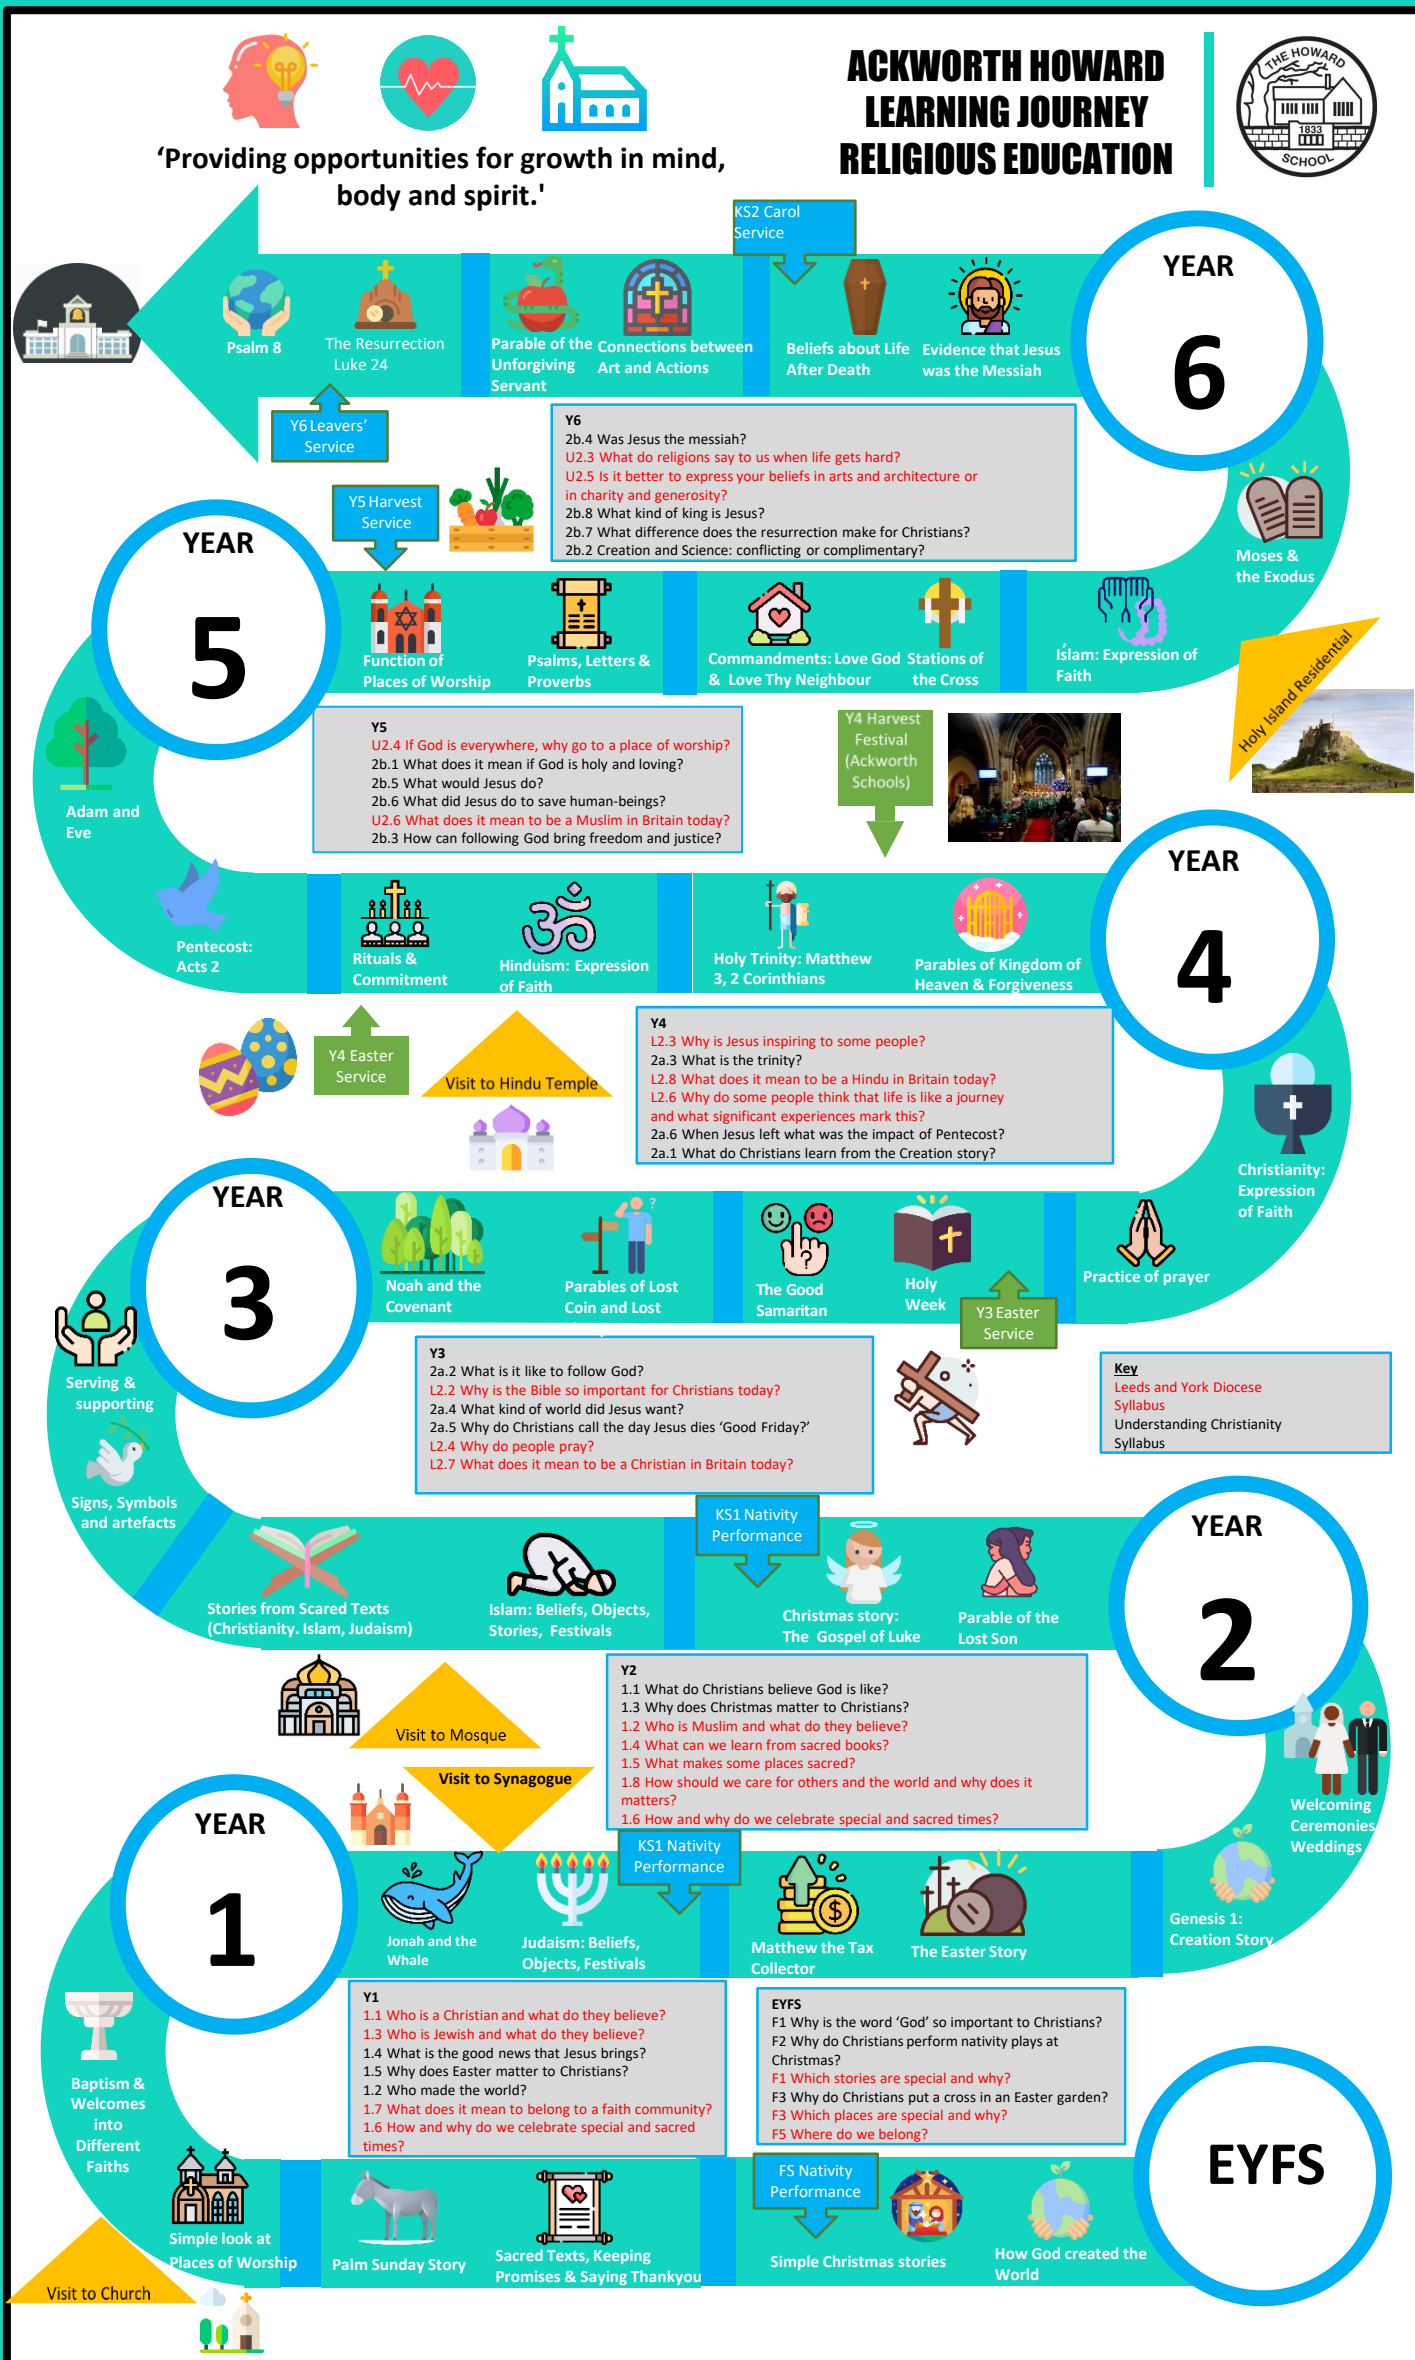 ‘Providing opportunities for growth in mind,
body and spirit.'
ACKWORTH HOWARD
LEARNING JOURNEY
RELIGIOUS EDUCATION
THE HOWARD
1833
SCHOOL
KS2 Carol
Service
YEAR
6
Psalm 8
The Resurrection
Luke 24
Parable of the
Unforgiving
Servant
Connections between
Art and Actions
Beliefs about Life
After Death
Evidence that Jesus
was the Messiah
Y6 Leavers’
Service
Y6
2b.4 Was Jesus the messiah?
U2.3 What do religions say to us when life gets hard?
U2.5 Is it better to express your beliefs in arts and architecture or
in charity and generosity?
2b.8 What kind of king is Jesus?
2b.7 What difference does the resurrection make for Christians?
2b.2 Creation and Science: conflicting or complimentary?
Y5 Harvest
Service
Moses &
the Exodus
YEAR
5
Function of
Places of Worship
Psalms, Letters &
Proverbs
Commandments: Love God
& Love Thy Neighbour
Stations of
the Cross
Islam: Expression of
Faith
Holy Island Residential
Y5
U2.4 If God is everywhere, why go to a place of worship?
2b.1 What does it mean if God is holy and loving?
2b.5 What would Jesus do?
2b.6 What did Jesus do to save human-beings?
U2.6 What does it mean to be a Muslim in Britain today?
2b.3 How can following God bring freedom and justice?
Y4 Harvest
Festival
(Ackworth
Schools)
Adam and
Eve
YEAR
4
Pentecost:
Acts 2
Rituals &
Commitment
Hinduism: Expression
of Faith
Holy Trinity: Matthew
3, 2 Corinthians
Parables of Kingdom of
Heaven & Forgiveness
Y4 Easter
Service
Visit to Hindu Temple
Y4
L2.3 Why is Jesus inspiring to some people?
2a.3 What is the trinity?
L2.8 What does it mean to be a Hindu in Britain today?
L2.6 Why do some people think that life is like a journey
and what significant experiences mark this?
2a.6 When Jesus left what was the impact of Pentecost?
2a.1 What do Christians learn from the Creation story?
Christianity:
Expression
of Faith
YEAR
3
Noah and the
Covenant
Parables of Lost
Coin and Lost
The Good
Samaritan
Holy
Week
Practice of prayer
Y3 Easter
Service
Serving &
supporting
Y3
2a.2 What is it like to follow God?
L2.2 Why is the Bible so important for Christians today?
2a.4 What kind of world did Jesus want?
2a.5 Why do Christians call the day Jesus dies ‘Good Friday?’
L2.4 Why do people pray?
L2.7 What does it mean to be a Christian in Britain today?
Key
Leeds and York Diocese
Syllabus
Understanding Christianity
Syllabus
Signs, Symbols
and artefacts
KS1 Nativity
Performance
YEAR
2
Stories from Scared Texts
(Christianity. Islam, Judaism)
Islam: Beliefs, Objects,
Stories, Festivals
Christmas story:
The Gospel of Luke
Parable of the
Lost Son
Visit to Mosque
Visit to Synagogue
Y2
1.1 What do Christians believe God is like?
1.3 Why does Christmas matter to Christians?
1.2 Who is Muslim and what do they believe?
1.4 What can we learn from sacred books?
1.5 What makes some places sacred?
1.8 How should we care for others and the world and why does it
matters?
1.6 How and why do we celebrate special and sacred times?
Welcoming
Ceremonies
Weddings
YEAR
1
KS1 Nativity
Performance
Jonah and the
Whale
Judaism: Beliefs,
Objects, Festivals
Matthew the Tax
Collector
The Easter Story
Genesis 1:
Creation Story
Y1
1.1 Who is a Christian and what do they believe?
1.3 Who is Jewish and what do they believe?
1.4 What is the good news that Jesus brings?
1.5 Why does Easter matter to Christians?
1.2 Who made the world?
1.7 What does it mean to belong to a faith community?
1.6 How and why do we celebrate special and sacred
times?
EYFS
F1 Why is the word ‘God’ so important to Christians?
F2 Why do Christians perform nativity plays at
Christmas?
F1 Which stories are special and why?
F3 Why do Christians put a cross in an Easter garden?
F3 Which places are special and why?
F5 Where do we belong?
Baptism &
Welcomes
into
Different
Faiths
EYFS
FS Nativity
Performance
Simple look at
Places of Worship
Palm Sunday Story
Sacred Texts, Keeping
Promises & Saying Thankyou
Simple Christmas stories
How God created the
World
Visit to Church